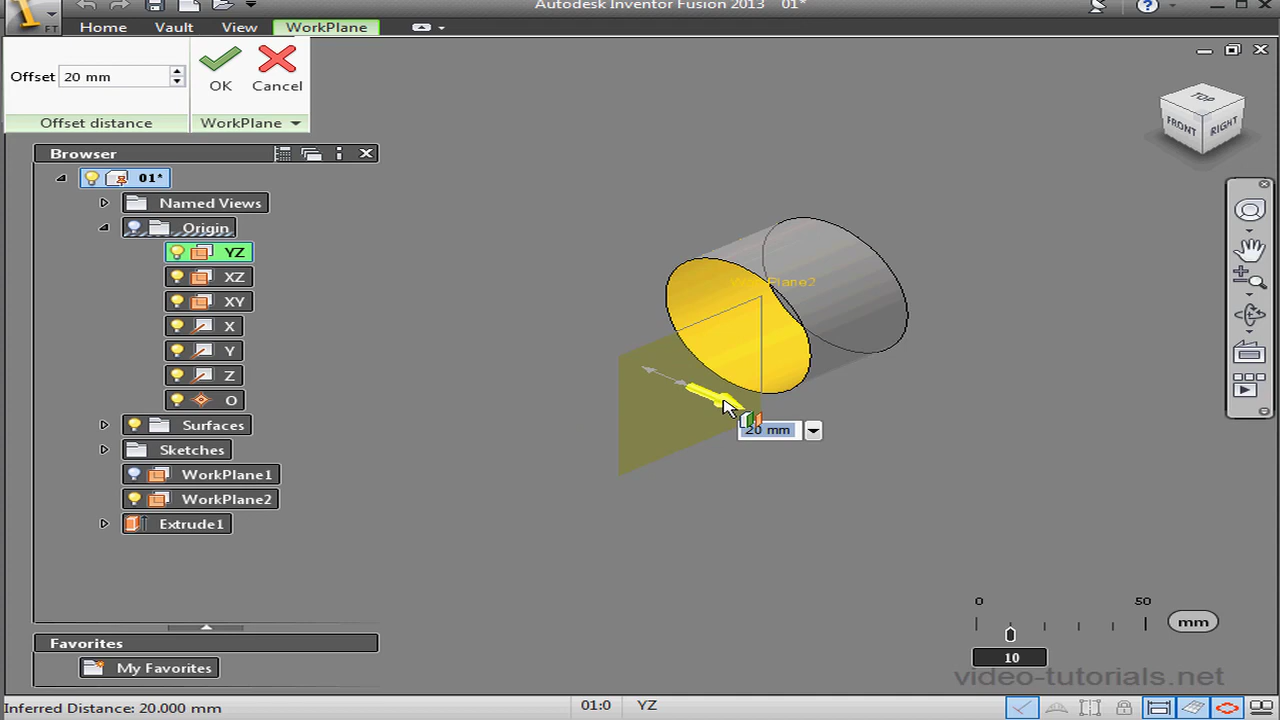 Autodesk Inventor Fusion 2013 01*
FT
Home Vault View WorkPlane
Offset 20 mm
OK Cancel
Offset distance WorkPlane
Browser
01*
Named Views
Origin
YZ
XZ
XY
X
Y
Z
O
Surfaces
Sketches
WorkPlane1
WorkPlane2
Extrude1
Favorites
My Favorites
TOP
FRONT RIGHT
WorkPlane2
20 mm
0 50
mm
10
video-tutorials.net
Inferred Distance: 20.000 mm 01:0 YZ